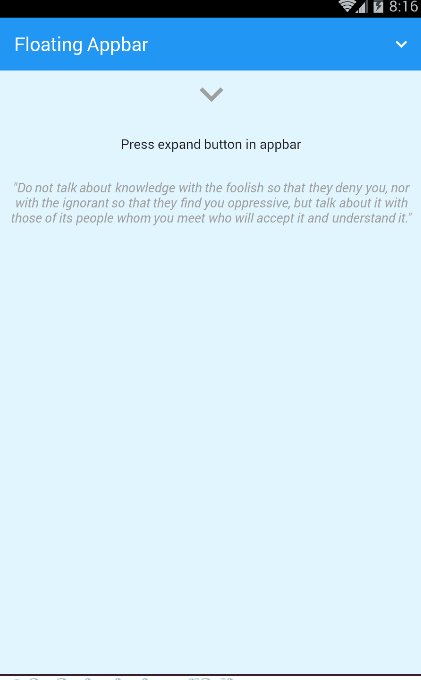 8:16
Floating Appbar
Press expand button in appbar
"Do not talk about knowledge with the foolish so that they deny you, nor
with the ignorant so that they find you oppressive, but talk about it with
those of its people whom you meet who will accept it and understand it."